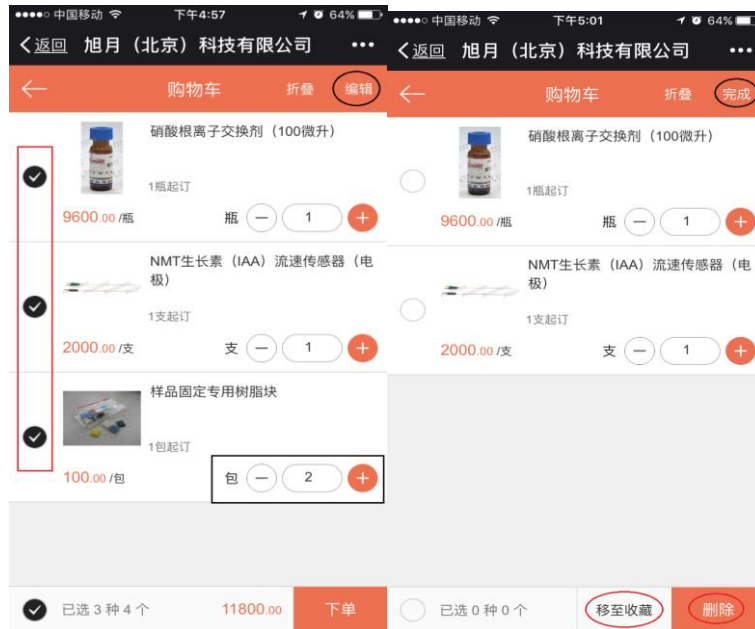 中国移动 下午4:57 64%
返回 旭月（北京）科技有限公司
购物车 折叠 编辑
硝酸根离子交换剂（100微升）
1瓶起订
9600.00 /瓶 瓶 1
NMT生长素（IAA）流速传感器（电
极）
1支起订
2000.00 /支 支 1
样品固定专用树脂块
1包起订
100.00 /包 包 2
已选 3 种 4 个 11800.00 下单
中国移动 下午5:01 64%
返回 旭月（北京）科技有限公司
购物车 折叠 完成
硝酸根离子交换剂（100微升）
1瓶起订
9600.00 /瓶 瓶 1
NMT生长素（IAA）流速传感器（电
极）
1支起订
2000.00 /支 支 1
已选 0 种 0 个 移至收藏 删除